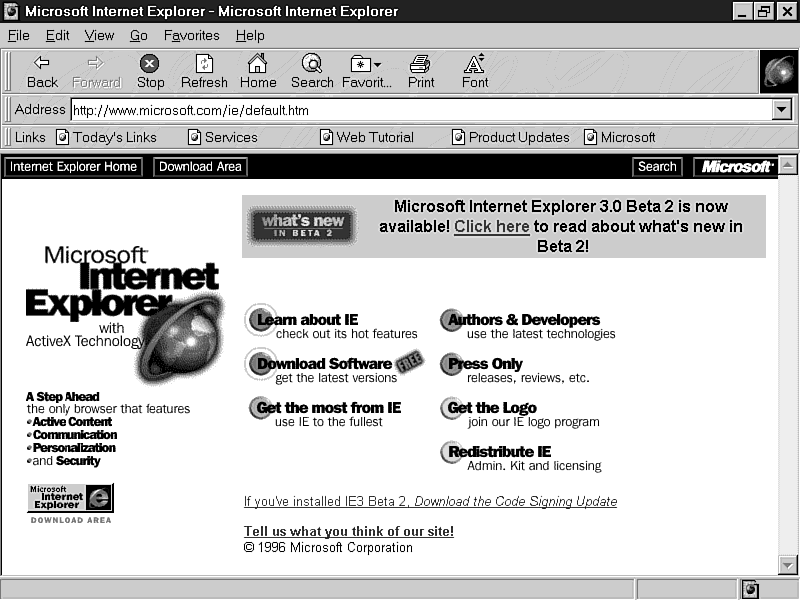 Microsoft Internet Explorer - Microsoft Internet Explorer
File Edit View Go Favorites Help
Back Forward Stop Refresh Home Search Favorit... Print Font
Address http://www.microsoft.com/ie/default.htm
Links Today's Links Services Web Tutorial Product Updates Microsoft
Internet Explorer Home Download Area Search Microsoft
what's new
IN BETA 2
Microsoft Internet Explorer 3.0 Beta 2 is now
available! Click here to read about what's new in
Beta 2!
Microsoft
Internet
Explorer
with
ActiveX Technology
A Step Ahead
the only browser that features
•Active Content
•Communication
•Personalization
•and Security
Microsoft
Internet
Explorer
DOWNLOAD AREA
Learn about IE
check out its hot features
Download Software FREE
get the latest versions
Get the most from IE
use IE to the fullest
Authors & Developers
use the latest technologies
Press Only
releases, reviews, etc.
Get the Logo
join our IE logo program
Redistribute IE
Admin. Kit and licensing
If you've installed IE3 Beta 2, Download the Code Signing Update
Tell us what you think of our site!
© 1996 Microsoft Corporation